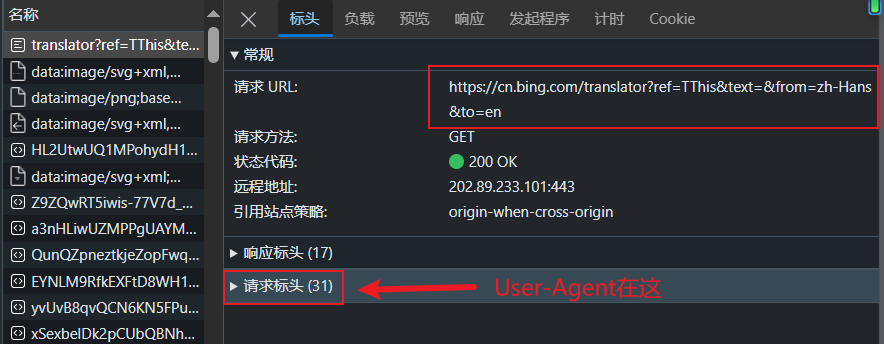 名称
translator?ref=TThis&te...
data:image/svg+xml,...
data:image/png;base...
data:image/svg+xml,...
HL2UtwUQ1MPohydH1...
data:image/svg+xml;...
Z9ZQwRT5iwis-77V7d_...
a3nHLiwUZMPPgUAYM...
QunQZpneztkjeZopFwq...
EYNLM9RfkEXFtD8WH1...
yvUvB8qvQCN6KN5FPu...
xSexbelDk2pCUbQBNh...
标头 负载 预览 响应 发起程序 计时 Cookie
常规
请求 URL: https://cn.bing.com/translator?ref=TThis&text=&from=zh-Hans
&to=en
请求方法: GET
状态代码: 200 OK
远程地址: 202.89.233.101:443
引用站点策略: origin-when-cross-origin
响应标头 (17)
请求标头 (31) User-Agent在这